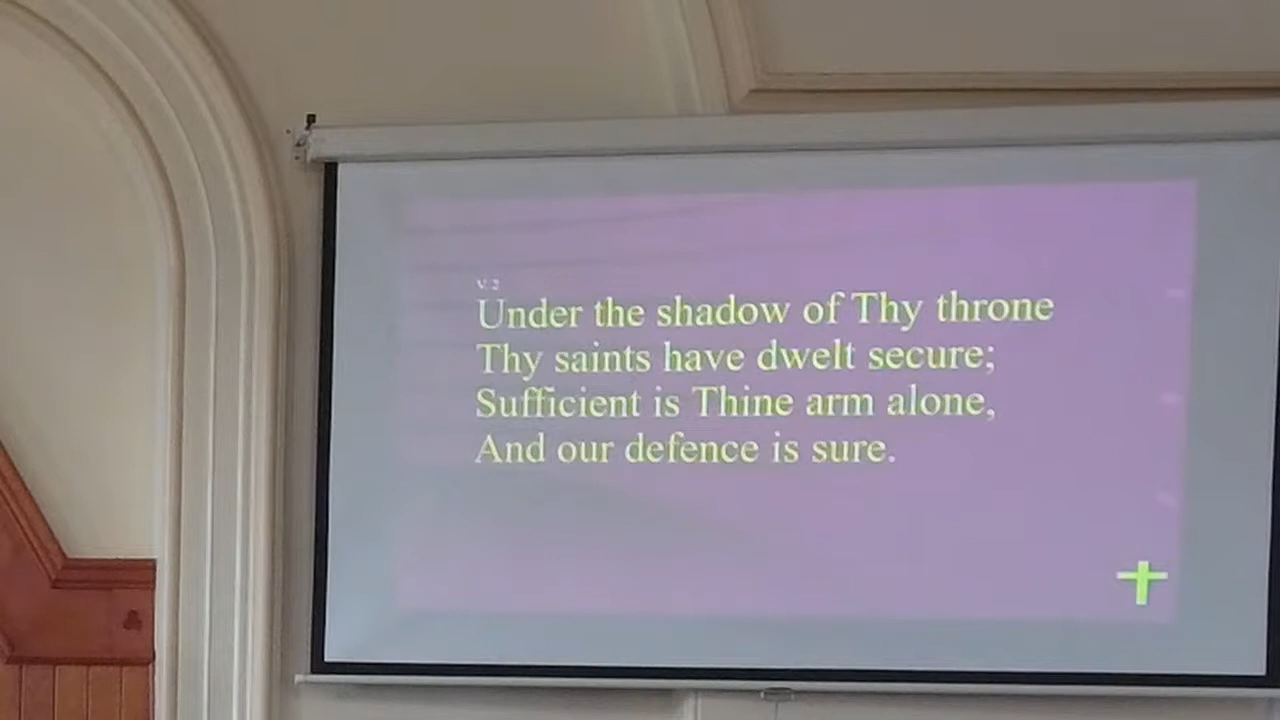 V. 2
Under the shadow of Thy throne
Thy saints have dwelt secure;
Sufficient is Thine arm alone,
And our defence is sure.